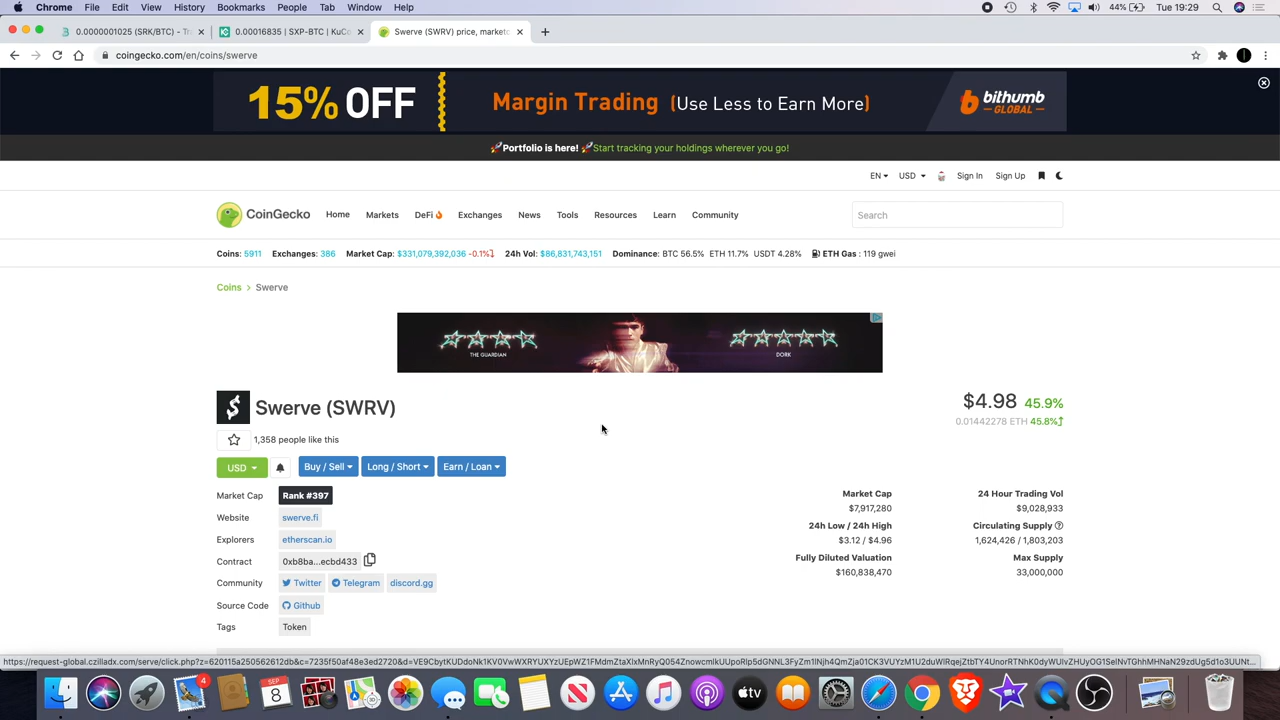 Chrome File Edit View History Bookmarks People Tab Window Help 44% Tue 19:29
0.0000001025 (SRK/BTC) - Tr
0.00016835 | SXP-BTC | KuC
Swerve (SWRV) price, market
coingecko.com/en/coins/swerve
15% OFF Margin Trading (Use Less to Earn More) bithumb GLOBAL
🚀Portfolio is here! 🚀Start tracking your holdings wherever you go!
EN USD Sign In Sign Up
CoinGecko Home Markets DeFi🔥 Exchanges News Tools Resources Learn Community Search
Coins: 5911 Exchanges: 386 Market Cap: $331,079,392,036 -0.1% 24h Vol: $86,831,743,151 Dominance: BTC 56.5% ETH 11.7% USDT 4.28% ETH Gas : 119 gwei
Coins > Swerve
THE GUARDIAN DORK
Swerve (SWRV) $4.98 45.9%
0.01442278 ETH 45.8%
1,358 people like this
USD Buy / Sell Long / Short Earn / Loan
Market Cap Rank #397
Website swerve.fi
Explorers etherscan.io
Contract 0xb8ba...ecbd433
Community Twitter Telegram discord.gg
Source Code Github
Tags Token
Market Cap 24 Hour Trading Vol
$7,917,280 $9,028,933
24h Low / 24h High Circulating Supply
$3.12 / $4.96 1,624,426 / 1,803,203
Fully Diluted Valuation Max Supply
$160,838,470 33,000,000
4
SEP
8
tv